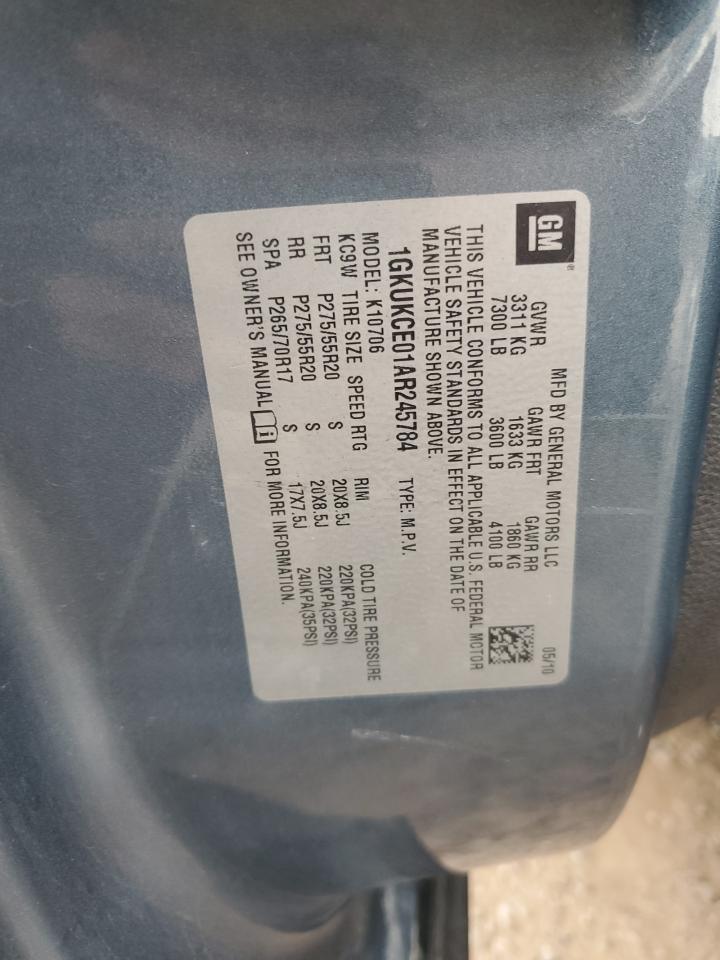 GM®
MFD BY GENERAL MOTORS LLC 05/10
GVWR GAWR FRT GAWR RR
3311 KG 1633 KG 1860 KG
7300 LB 3600 LB 4100 LB
THIS VEHICLE CONFORMS TO ALL APPLICABLE U.S. FEDERAL MOTOR
VEHICLE SAFETY STANDARDS IN EFFECT ON THE DATE OF
MANUFACTURE SHOWN ABOVE.
1GKUKCE01AR245784 TYPE: M.P.V.
MODEL: K10706
KC9W TIRE SIZE SPEED RTG RIM COLD TIRE PRESSURE
FRT P275/55R20 S 20X8.5J 220KPA(32PSI)
RR P275/55R20 S 20X8.5J 220KPA(32PSI)
SPA P265/70R17 S 17X7.5J 240KPA(35PSI)
SEE OWNER'S MANUAL i FOR MORE INFORMATION.